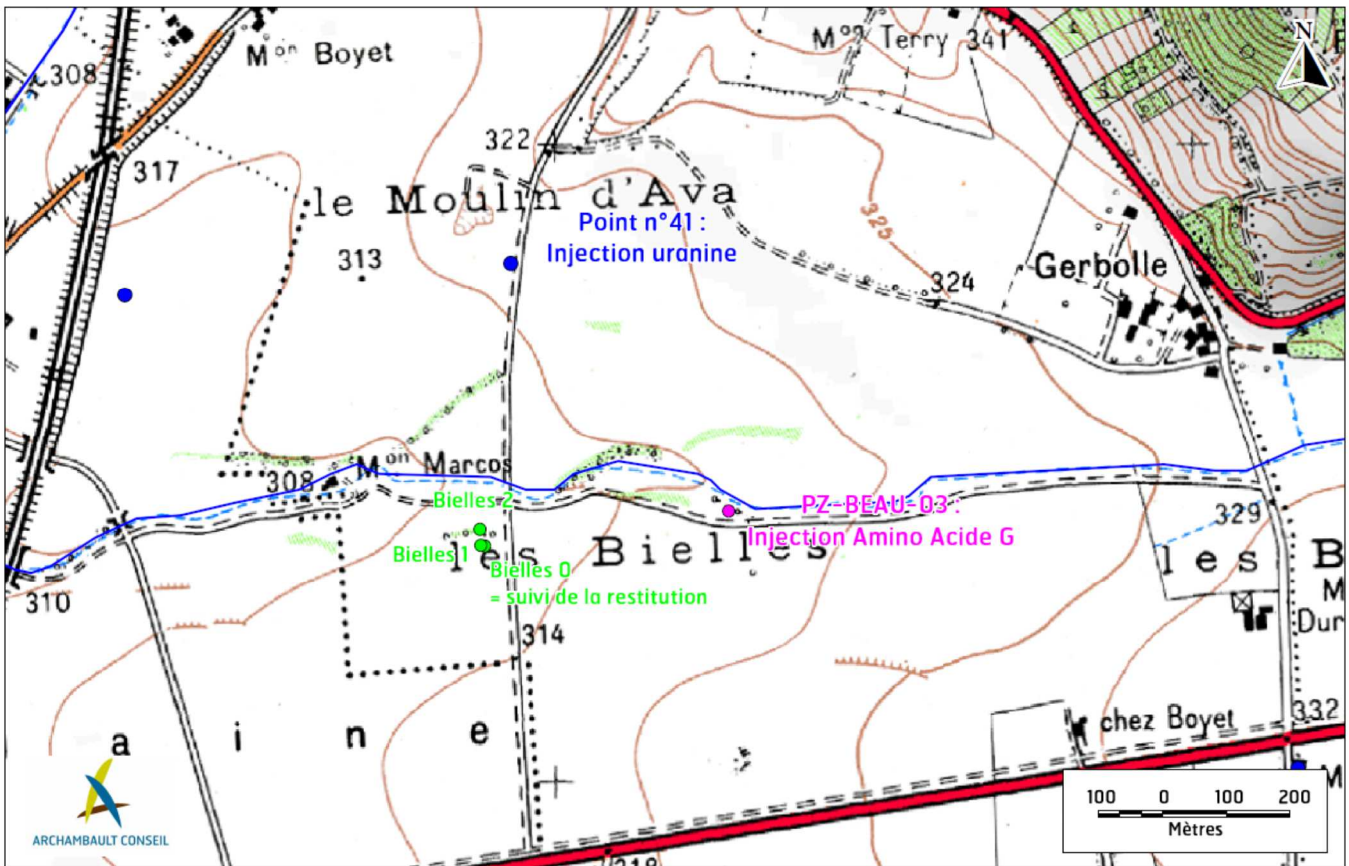 N
308
Mᵒⁿ Boyet
Mᵒⁿ Terry 341
317
322
le Moulin d'Ava
Point n°41 :
Injection uranine
325
313
324
Gerbolle
308
Mᵒⁿ Marcos
Bielles 2
PZ-BEAU-03 :
Injection Amino Acide G
329
Bielles 1
les Bielles
les B
Bielles 0
= suivi de la restitution
310
M
Dur
314
chez Boyet
332
a i n e
M
100 0 100 200
Mètres
ARCHAMBAULT CONSEIL
318